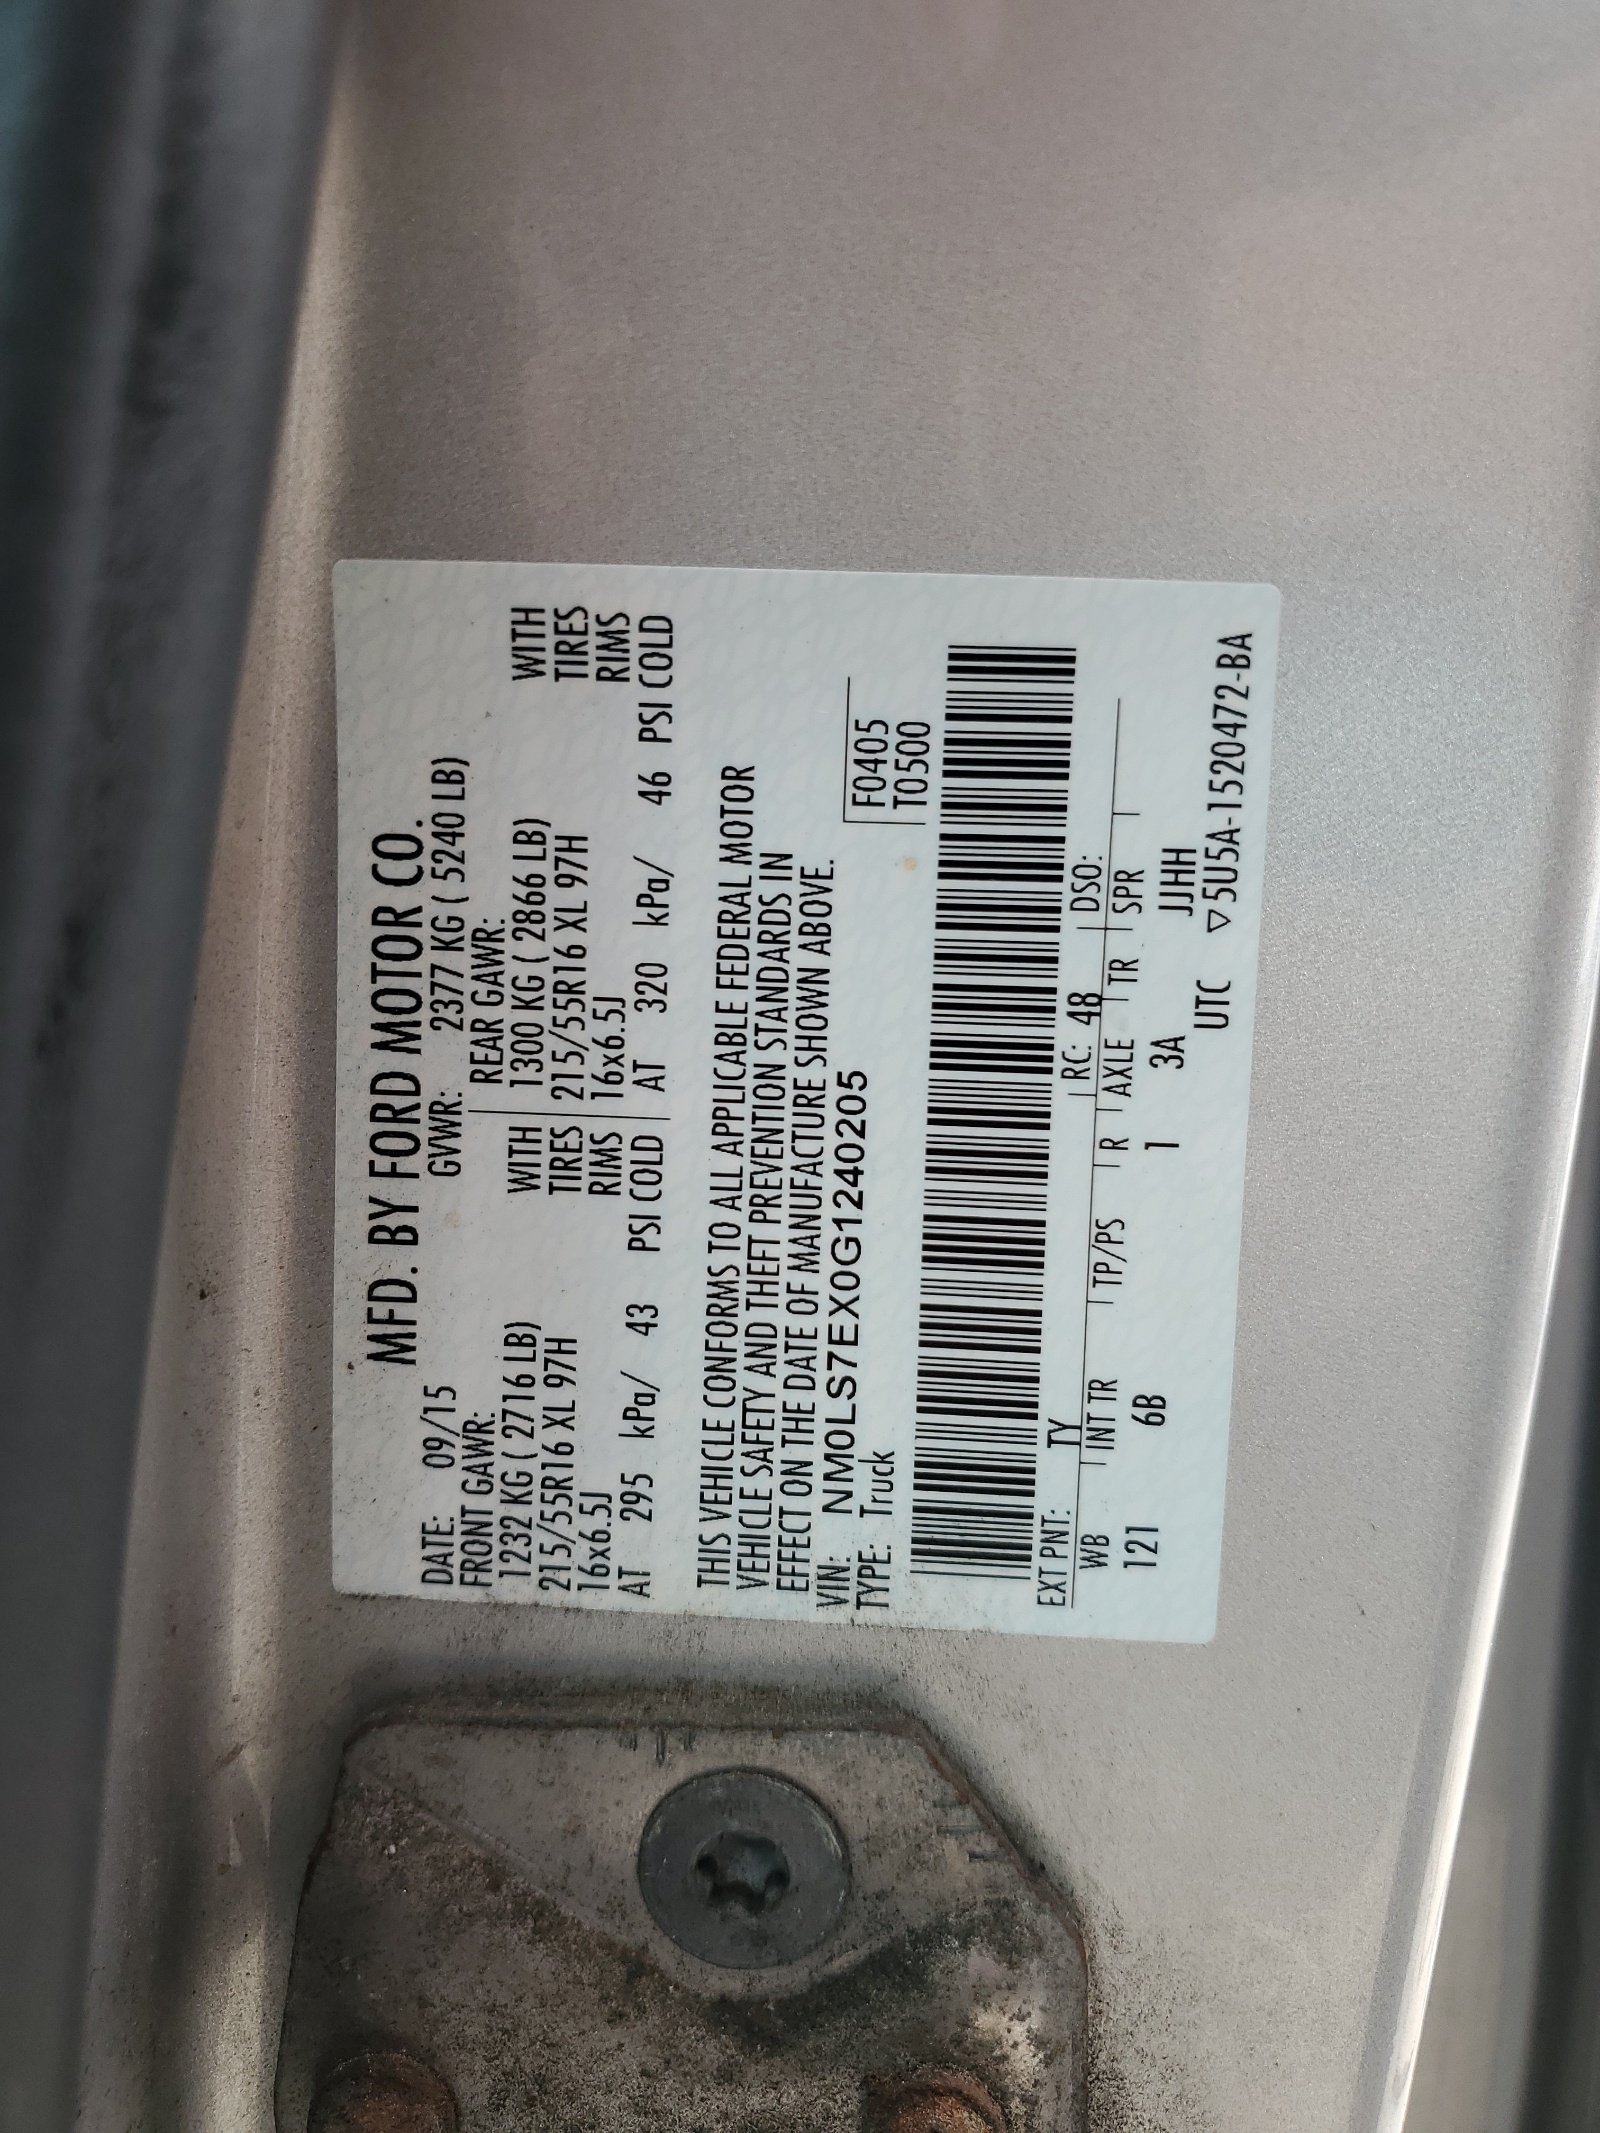 MFD. BY FORD MOTOR CO.
DATE: 09/15 GVWR: 2377 KG ( 5240 LB)
FRONT GAWR: REAR GAWR:
1232 KG ( 2716 LB) WITH 1300 KG ( 2866 LB) WITH
215/55R16 XL 97H TIRES 215/55R16 XL 97H TIRES
16x6.5J RIMS 16x6.5J RIMS
AT 295 kPa/ 43 PSI COLD AT 320 kPa/ 46 PSI COLD
THIS VEHICLE CONFORMS TO ALL APPLICABLE FEDERAL MOTOR
VEHICLE SAFETY AND THEFT PREVENTION STANDARDS IN
EFFECT ON THE DATE OF MANUFACTURE SHOWN ABOVE.
VIN: NM0LS7EX0G1240205
TYPE: Truck
F0405
T0500
EXT PNT: TY RC: 48 DSO:
WB INT TR TP/PS R AXLE TR SPR
121 6B 1 3A JJHH
UTC ▽5U5A-1520472-BA